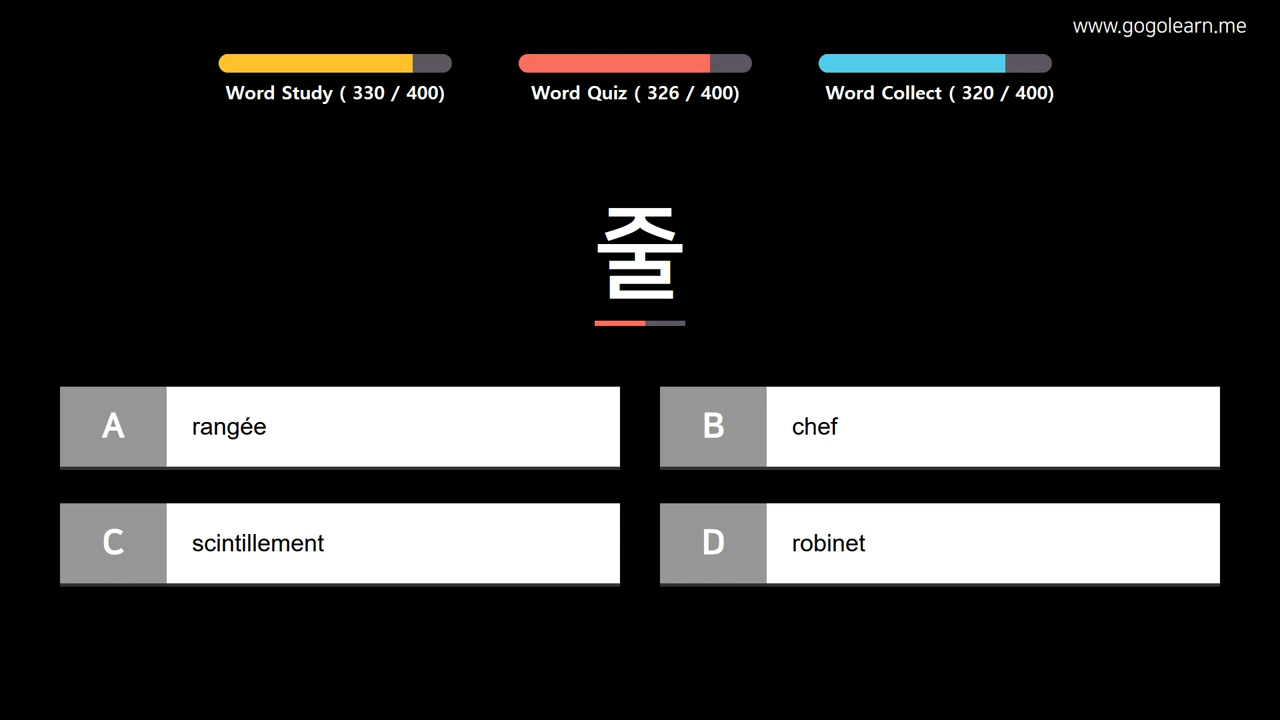 www.gogolearn.me
Word Study ( 330 / 400)
Word Quiz ( 326 / 400)
Word Collect ( 320 / 400)
줄
A rangée
B chef
C scintillement
D robinet